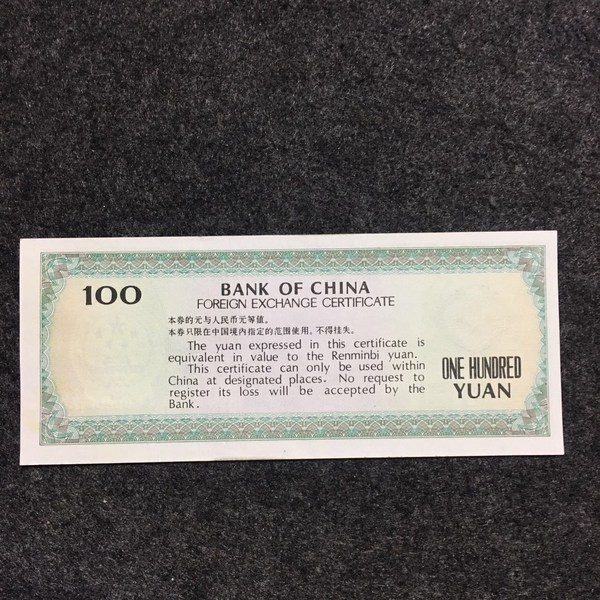 100
BANK OF CHINA
FOREIGN EXCHANGE CERTIFICATE
本券的元与人民币元等值。
本券只限在中国境内指定的范围使用，不得挂失。
The yuan expressed in this certificate is
equivalent in value to the Renminbi yuan.
This certificate can only be used within
China at designated places. No request to
register its loss will be accepted by the
Bank.
ONE HUNDRED
YUAN